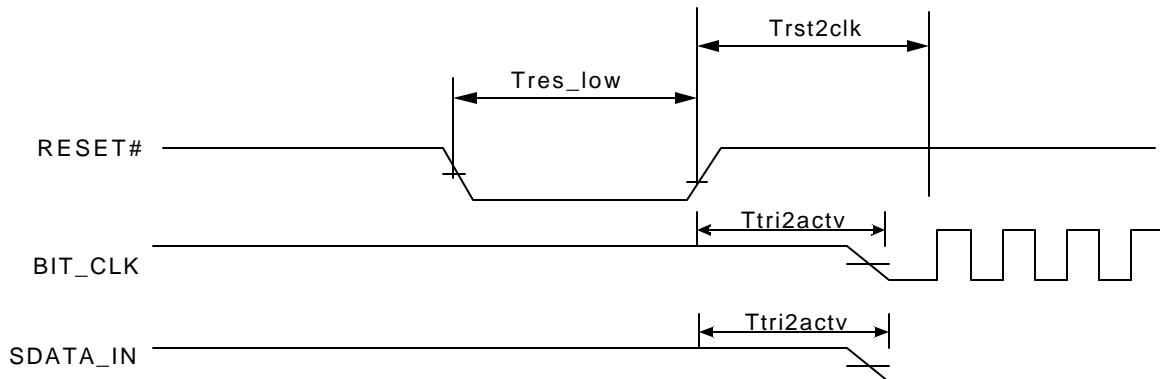 Trst2clk
Tres_low
RESET#
Ttri2actv
BIT_CLK
Ttri2actv
SDATA_IN